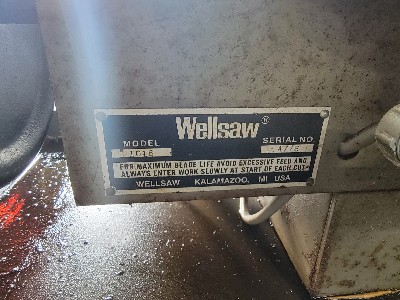 Wellsaw®
MODEL SERIAL NO
1016
FOR MAXIMUM BLADE LIFE AVOID EXCESSIVE FEED AND
ALWAYS ENTER WORK SLOWLY AT START OF EACH CUT
WELLSAW KALAMAZOO, MI USA